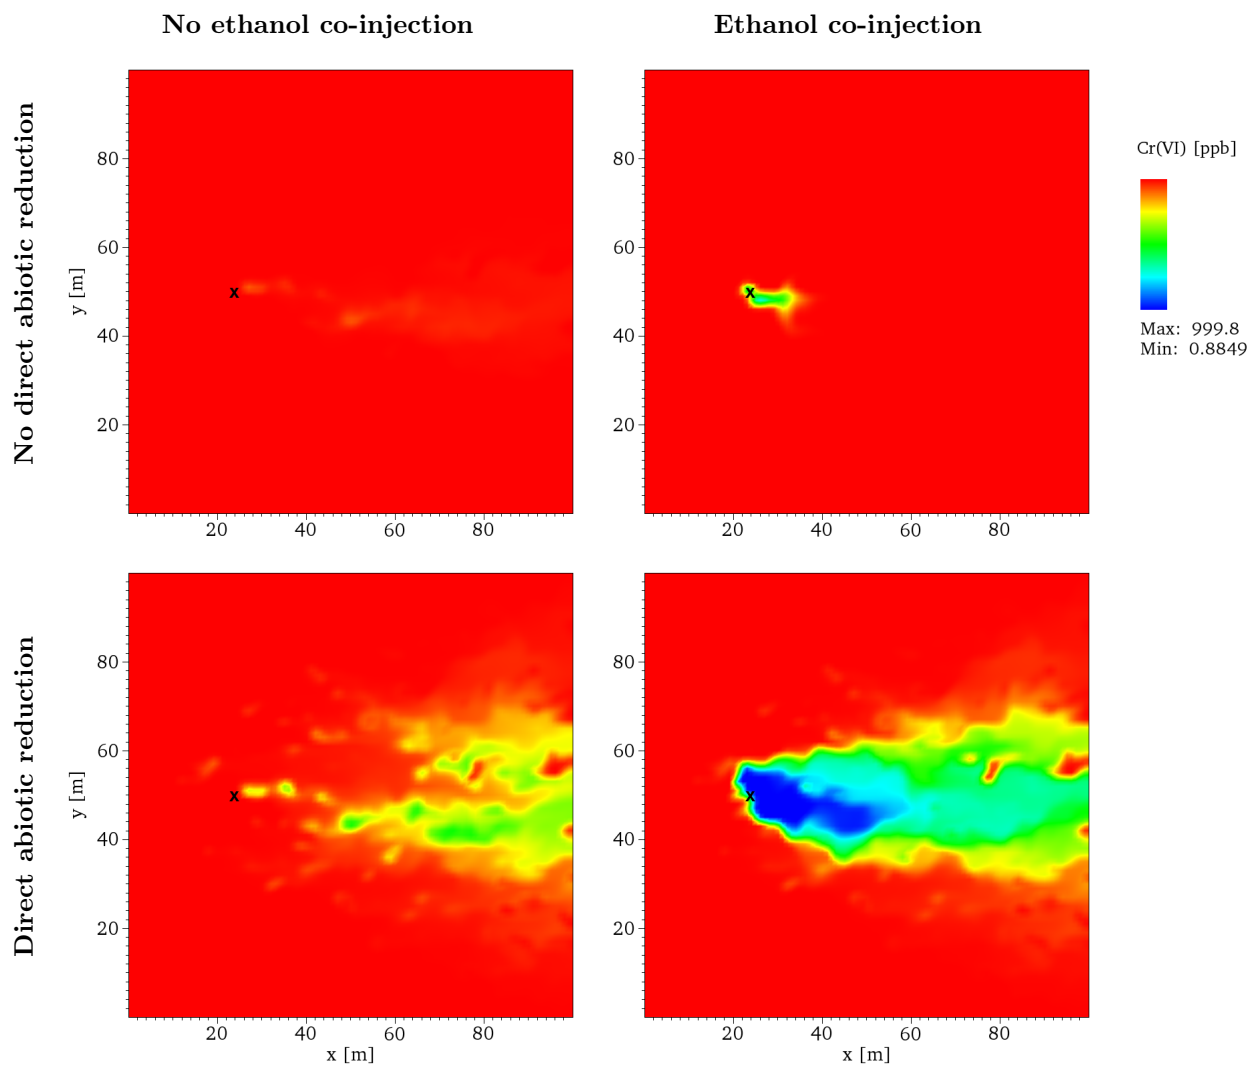 No ethanol co-injection
Ethanol co-injection
No direct abiotic reduction
80
60
40
20
y [m]
x
20
40
60
80
80
60
40
20
x
20
40
60
80
Cr(VI) [ppb]
Max: 999.8
Min: 0.8849
Direct abiotic reduction
80
60
40
20
y [m]
x
20
40
60
80
x [m]
80
60
40
20
x
20
40
60
80
x [m]